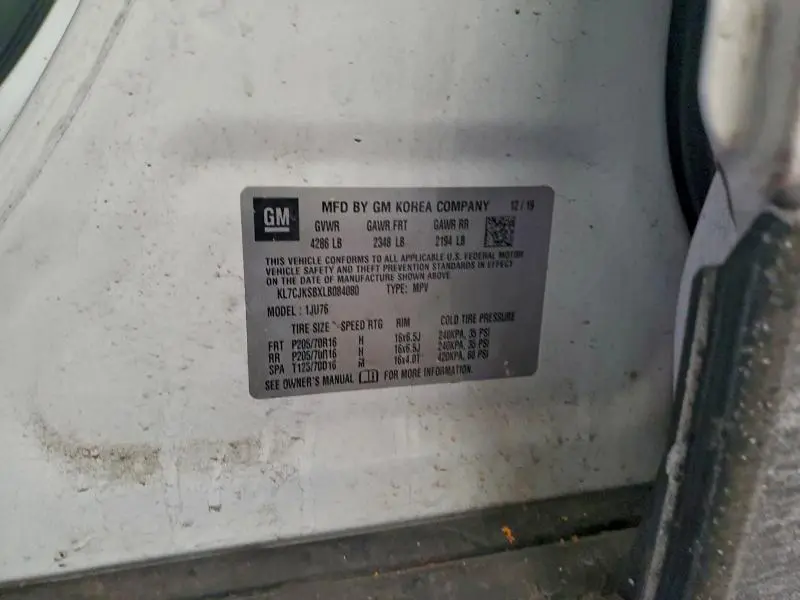 GM
MFD BY GM KOREA COMPANY 12/19
GVWR GAWR FRT GAWR RR
4286 LB 2348 LB 2194 LB
THIS VEHICLE CONFORMS TO ALL APPLICABLE U.S. FEDERAL MOTOR
VEHICLE SAFETY AND THEFT PREVENTION STANDARDS IN EFFECT
ON THE DATE OF MANUFACTURE SHOWN ABOVE.
KL7CJKSBXLB084080 TYPE: MPV
MODEL: 1JU76
TIRE SIZE SPEED RTG RIM COLD TIRE PRESSURE
FRT P205/70R16 H 16x6.5J 240KPA, 35 PSI
RR P205/70R16 H 16x6.5J 240KPA, 35 PSI
SPA T125/70D16 M 16x4.0T 420KPA, 60 PSI
SEE OWNER'S MANUAL FOR MORE INFORMATION.